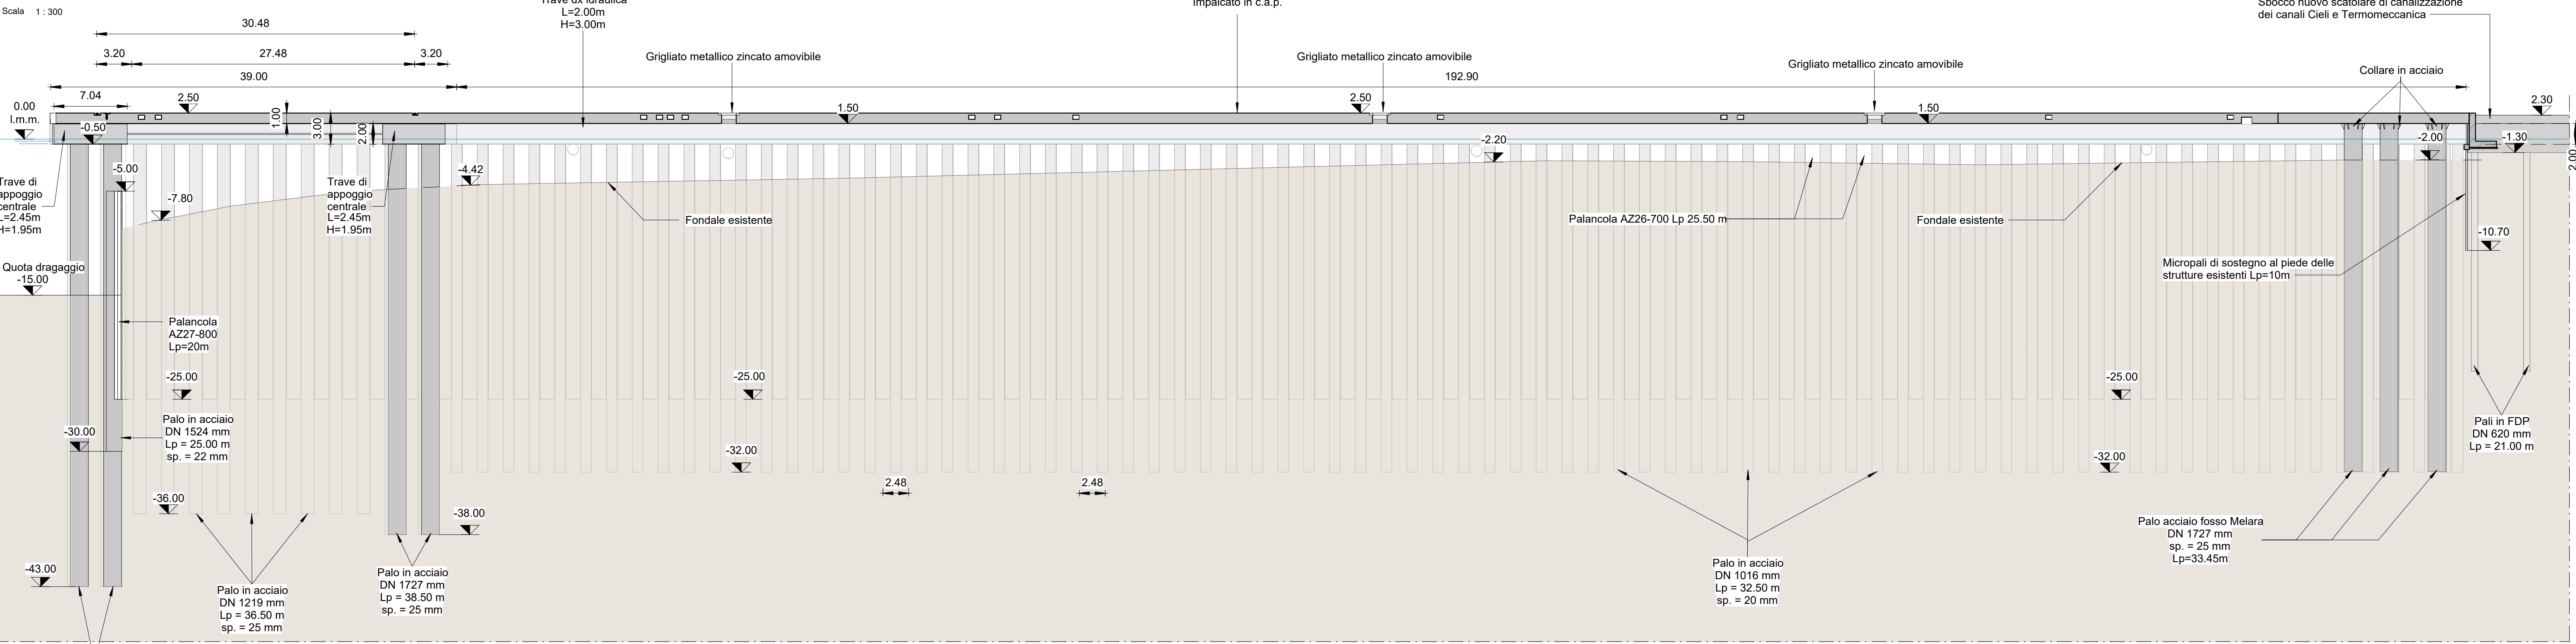 Scala 1 : 300
L=2.00m
H=3.00m
Impalcato in c.a.p.
Sbocco nuovo scatolare di canalizzazione
dei canali Cieli e Termomeccanica
30.48
3.20
27.48
3.20
39.00
192.90
7.04
Grigliato metallico zincato amovibile
Grigliato metallico zincato amovibile
Grigliato metallico zincato amovibile
Collare in acciaio
0.00
l.m.m.
2.50
1.00
3.00
2.00
1.50
2.50
1.50
2.30
-0.50
-2.20
-2.00
-1.30
2.00
-5.00
-4.42
-7.80
Trave di
appoggio
centrale
L=2.45m
H=1.95m
Trave di
appoggio
centrale
L=2.45m
H=1.95m
Fondale esistente
Palancola AZ26-700 Lp 25.50 m
Fondale esistente
-10.70
Quota dragaggio
-15.00
Micropali di sostegno al piede delle
strutture esistenti Lp=10m
Palancola
AZ27-800
Lp=20m
-25.00
-25.00
-25.00
Palo in acciaio
DN 1524 mm
Lp = 25.00 m
sp. = 22 mm
-30.00
Pali in FDP
DN 620 mm
Lp = 21.00 m
-32.00
-32.00
2.48
2.48
-36.00
-38.00
Palo acciaio fosso Melara
DN 1727 mm
sp. = 25 mm
Lp=33.45m
-43.00
Palo in acciaio
DN 1219 mm
Lp = 36.50 m
sp. = 25 mm
Palo in acciaio
DN 1727 mm
Lp = 38.50 m
sp. = 25 mm
Palo in acciaio
DN 1016 mm
Lp = 32.50 m
sp. = 20 mm